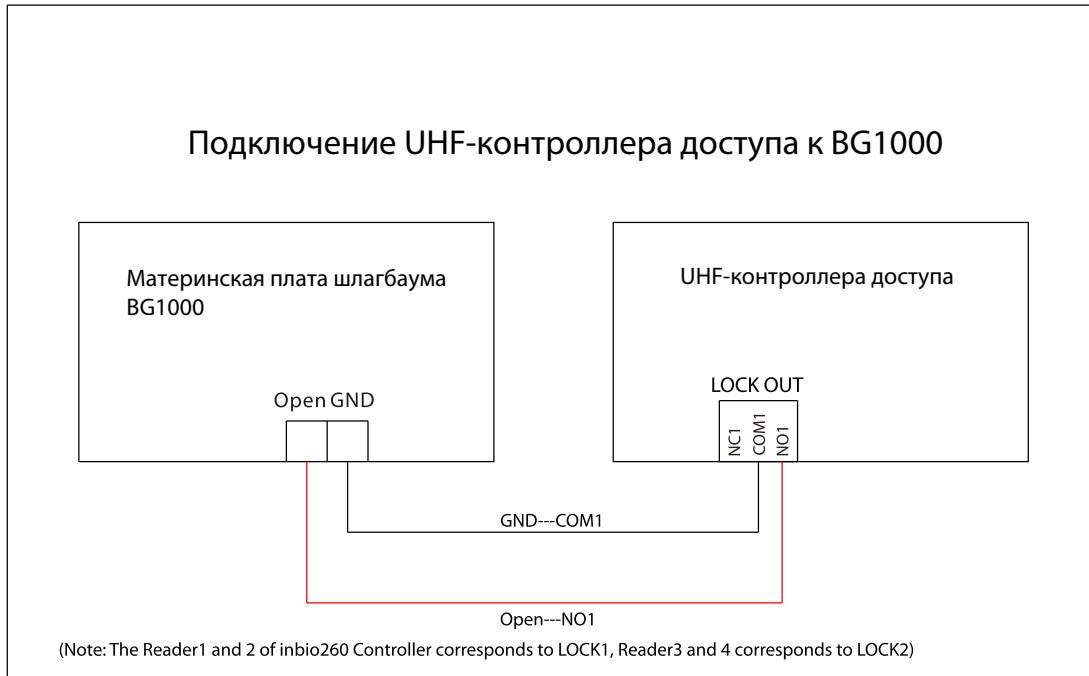 Подключение UHF-контроллера доступа к BG1000
Материнская плата шлагбаума
BG1000
UHF-контроллера доступа
Open GND
LOCK OUT
NC1
COM1
NO1
GND---COM1
Open---NO1
(Note: The Reader1 and 2 of inbio260 Controller corresponds to LOCK1, Reader3 and 4 corresponds to LOCK2)